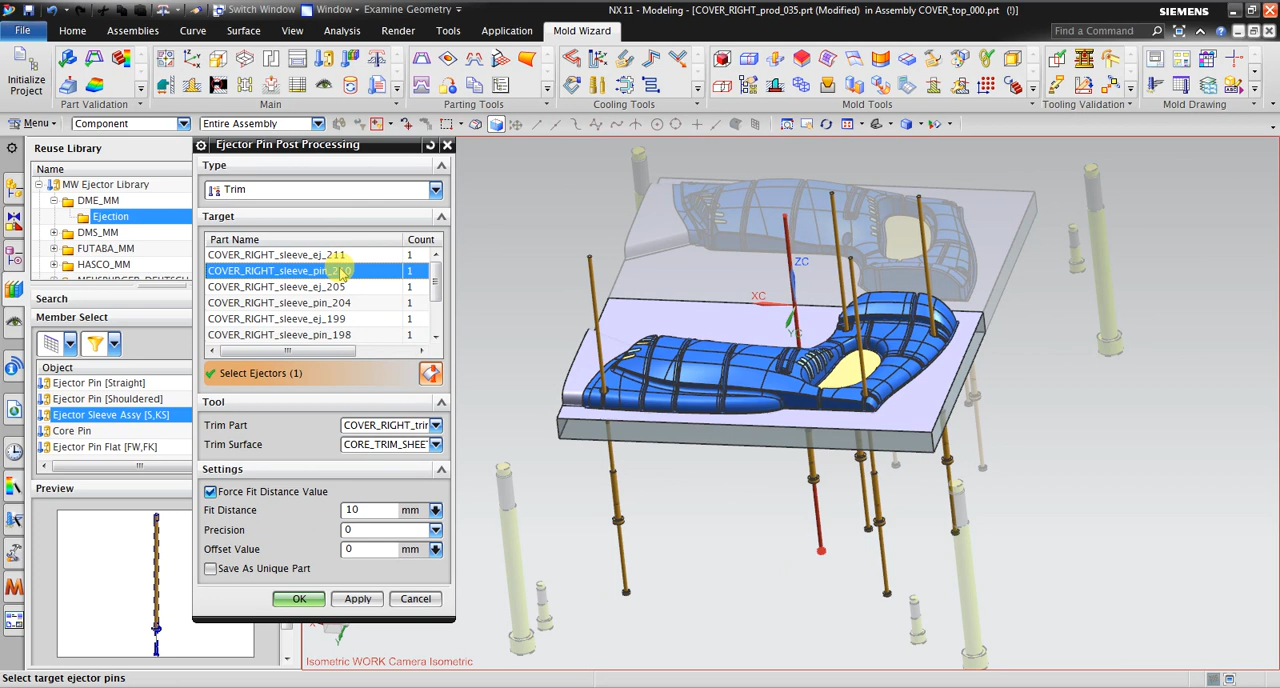 Switch Window
Window
Examine Geometry
NX 11 - Modeling - [COVER_RIGHT_prod_035.prt (Modified) in Assembly COVER_top_000.prt (!)]
SIEMENS
File
Home
Assemblies
Curve
Surface
View
Analysis
Render
Tools
Application
Mold Wizard
Find a Command
Initialize
Project
Part Validation
Main
Parting Tools
Cooling Tools
Mold Tools
Tooling Validation
Mold Drawing
Menu
Component
Entire Assembly
Reuse Library
Name
MW Ejector Library
DME_MM
Ejection
DMS_MM
FUTABA_MM
HASCO_MM
Search
Member Select
Object
Ejector Pin [Straight]
Ejector Pin [Shouldered]
Ejector Sleeve Assy [S,KS]
Core Pin
Ejector Pin Flat [FW,FK]
Preview
Ejector Pin Post Processing
Type
Trim
Target
Part Name Count
COVER_RIGHT_sleeve_ej_211 1
COVER_RIGHT_sleeve_pin_210 1
COVER_RIGHT_sleeve_ej_205 1
COVER_RIGHT_sleeve_pin_204 1
COVER_RIGHT_sleeve_ej_199 1
COVER_RIGHT_sleeve_pin_198 1
Select Ejectors (1)
Tool
Trim Part COVER_RIGHT_trir
Trim Surface CORE_TRIM_SHEE
Settings
Force Fit Distance Value
Fit Distance 10 mm
Precision 0
Offset Value 0 mm
Save As Unique Part
OK Apply Cancel
ZC
XC
YC
X
Y
Isometric WORK Camera Isometric
Select target ejector pins